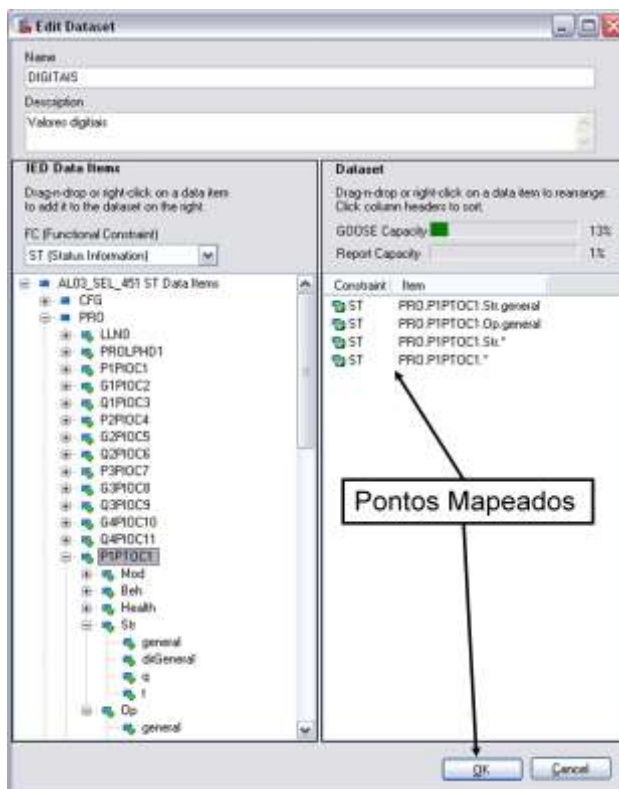 Edit Dataset
Name
DIGITAIS
Description
Valores digitiais
IED Data Items
Drag-n-drop or right-click on a data item
to add it to the dataset on the right.
FC (Functional Constraint)
ST (Status Information)
AL03_SEL_451 ST Data Items
CFG
PRO
LLN0
PROLPHD1
P1PIOC1
G1PIOC2
Q1PIOC3
P2PIOC4
G2PIOC5
Q2PIOC6
P3PIOC7
G3PIOC8
Q3PIOC9
G4PIOC10
Q4PIOC11
P1PTOC1
Mod
Beh
Health
Str
general
dirGeneral
q
t
Op
general
Dataset
Drag-n-drop or right-click on a data item to rearrange.
Click column headers to sort.
GOOSE Capacity 13%
Report Capacity 1%
Constraint Item
ST PRO.P1PTOC1.Str.general
ST PRO.P1PTOC1.Op.general
ST PRO.P1PTOC1.Str.*
ST PRO.P1PTOC1.*
Pontos Mapeados
OK Cancel